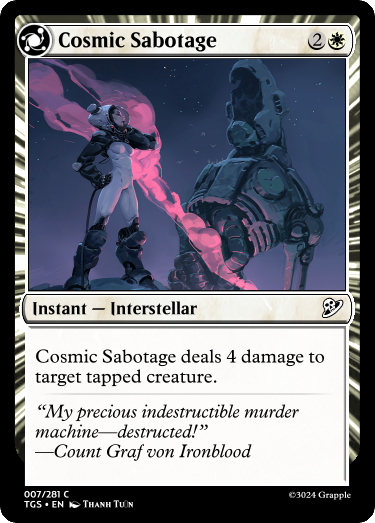 Cosmic Sabotage 2
Instant — Interstellar
Cosmic Sabotage deals 4 damage to
target tapped creature.
“My precious indestructible murder
machine—destructed!”
—Count Graf von Ironblood
007/281 C
TGS • EN Thanh Tuấn
©3024 Grapple